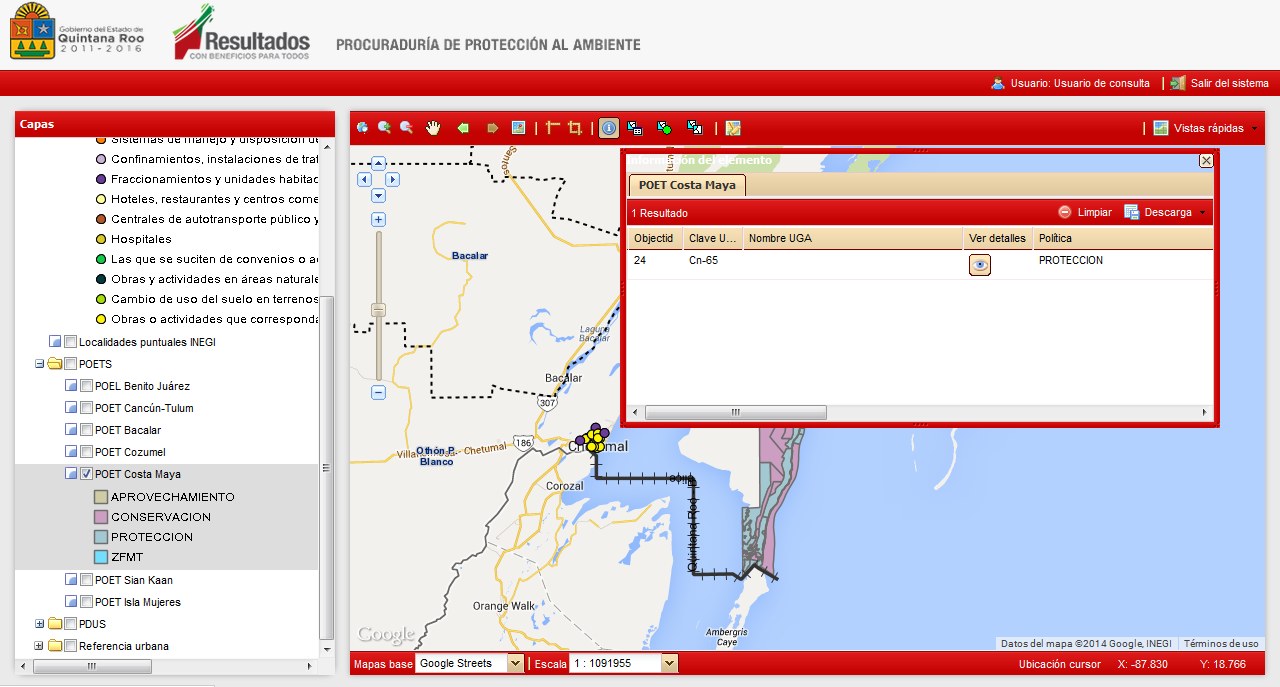 Gobierno del Estado de
Quintana Roo
2011-2016
Resultados
CON BENEFICIOS PARA TODOS
PROCURADURÍA DE PROTECCIÓN AL AMBIENTE
Usuario: Usuario de consulta
Salir del sistema
Capas
Sistemas de manejo y disposición de
Confinamientos, instalaciones de trat
Fraccionamientos y unidades habitac
Hoteles, restaurantes y centros come
Centrales de autotransporte público y
Hospitales
Las que se susciten de convenios o ac
Obras y actividades en áreas naturale
Cambio de uso del suelo en terrenos
Obras o actividades que corresponda
Localidades puntuales INEGI
POETS
POEL Benito Juárez
POET Cancún-Tulum
POET Bacalar
POET Cozumel
POET Costa Maya
APROVECHAMIENTO
CONSERVACION
PROTECCION
ZFMT
POET Sian Kaan
POET Isla Mujeres
PDUS
Referencia urbana
Vistas rápidas
Información del elemento
POET Costa Maya
1 Resultado
Limpiar
Descarga
Objectid
Clave U...
Nombre UGA
Ver detalles
Política
24
Cn-65
PROTECCION
Santos
Bacalar
Laguna
Bacalar
Bacalar
307
186
Chetumal
Othón P.
Blanco
Chetumal
Corozal
Quintana Roo
Orange Walk
Ambergris
Caye
Google
Datos del mapa ©2014 Google, INEGI
Términos de uso
Mapas base
Google Streets
Escala
1 : 1091955
Ubicación cursor
X: -87.830
Y: 18.766